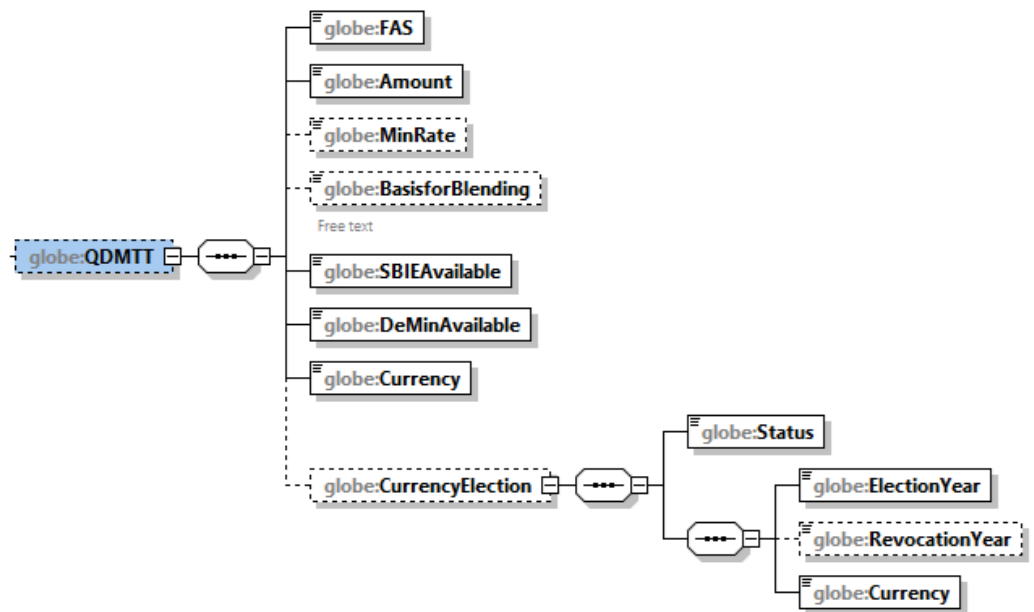 globe:FAS
globe:Amount
globe:MinRate
globe:BasisforBlending
Free text
globe:QDMTT
globe:SBIEAvailable
globe:DeMinAvailable
globe:Currency
globe:Status
globe:CurrencyElection
globe:ElectionYear
globe:RevocationYear
globe:Currency